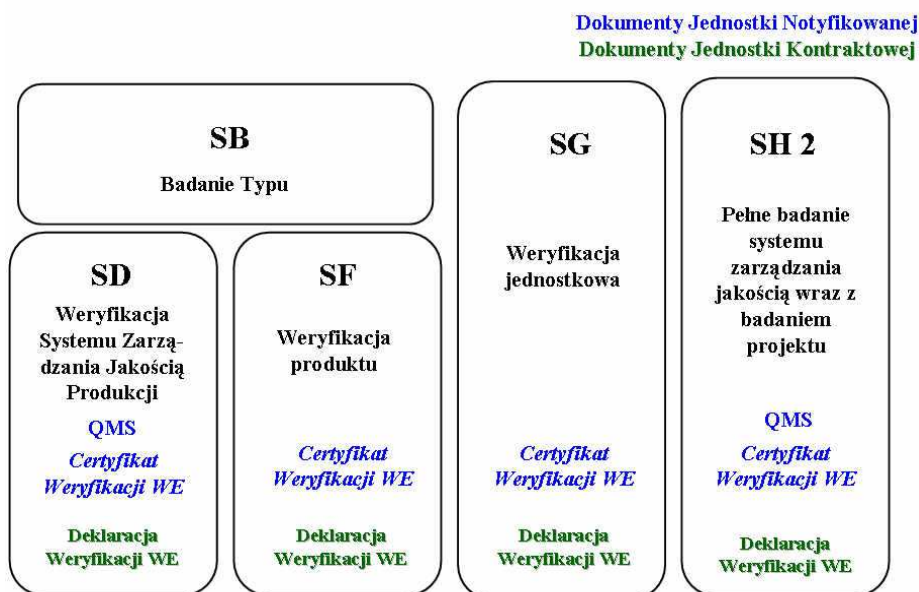 Dokumenty Jednostki Notyfikowanej
Dokumenty Jednostki Kontraktowej
SB
Badanie Typu
SD
Weryfikacja
Systemu Zarzą-
dzania Jakością
Produkcji
QMS
Certyfikat
Weryfikacji WE
Deklaracja
Weryfikacji WE
SF
Weryfikacja
produktu
Certyfikat
Weryfikacji WE
Deklaracja
Weryfikacji WE
SG
Weryfikacja
jednostkowa
Certyfikat
Weryfikacji WE
Deklaracja
Weryfikacji WE
SH 2
Pełne badanie
systemu
zarządzania
jakością wraz z
badaniem
projektu
QMS
Certyfikat
Weryfikacji WE
Deklaracja
Weryfikacji WE